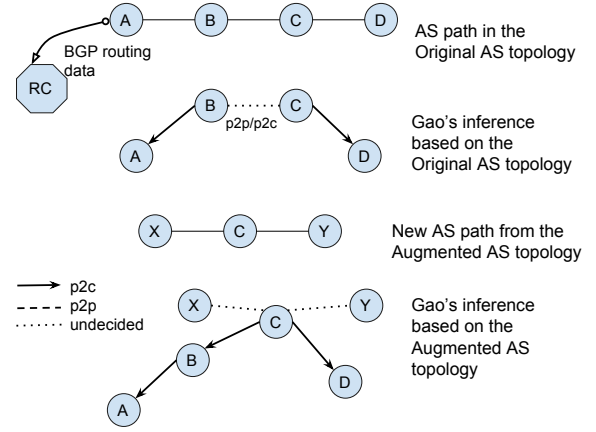 A B C D
AS path in the
Original AS topology
BGP routing
data
RC
B C
p2p/p2c
A D
Gao's inference
based on the
Original AS topology
X C Y
New AS path from the
Augmented AS topology
p2c
p2p
undecided
X Y
C
B
D
A
Gao's inference
based on the
Augmented AS
topology